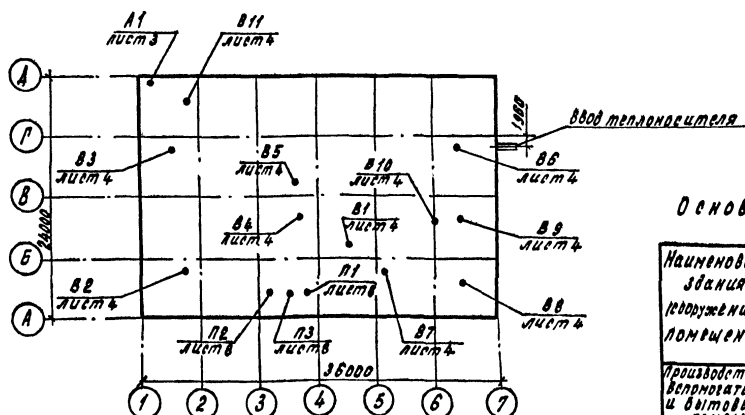 А1
лист 3
В11
лист 4
Д
Г
1980
Ввод теплоносителя
В3
лист 4
В5
лист 4
В10
лист 4
В6
лист 4
В
24000
В4
лист 4
В1
лист 4
В9
лист 4
Б
В2
лист 4
П1
лист 8
В8
лист 4
А
П2
лист 8
П3
лист 8
В7
лист 4
36000
1 2 3 4 5 6 7
Основ
Наименова
здания
сооружени
помещен
Производст
вспомогат
и бытовы